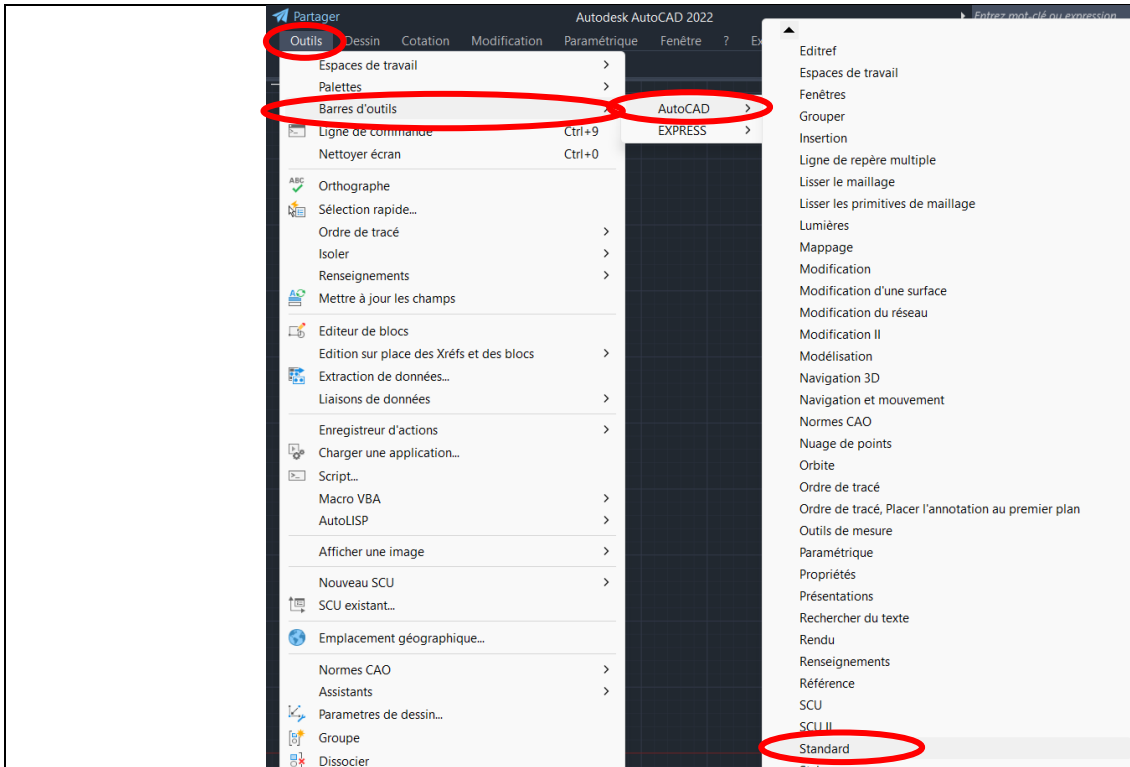 Partager
Autodesk AutoCAD 2022
Entrez mot-clé ou expression
Outils Dessin Cotation Modification Paramétrique Fenêtre ? Ex
Espaces de travail
Palettes
Barres d'outils
Ligne de commande Ctrl+9
Nettoyer écran Ctrl+0
ABC Orthographe
Sélection rapide...
Ordre de tracé
Isoler
Renseignements
Mettre à jour les champs
Editeur de blocs
Edition sur place des Xréfs et des blocs
Extraction de données...
Liaisons de données
Enregistreur d'actions
Charger une application...
Script...
Macro VBA
AutoLISP
Afficher une image
Nouveau SCU
SCU existant...
Emplacement géographique...
Normes CAO
Assistants
Parametres de dessin...
Groupe
Dissocier
AutoCAD
EXPRESS
Editref
Espaces de travail
Fenêtres
Grouper
Insertion
Ligne de repère multiple
Lisser le maillage
Lisser les primitives de maillage
Lumières
Mappage
Modification
Modification d'une surface
Modification du réseau
Modification II
Modélisation
Navigation 3D
Navigation et mouvement
Normes CAO
Nuage de points
Orbite
Ordre de tracé
Ordre de tracé, Placer l'annotation au premier plan
Outils de mesure
Paramétrique
Propriétés
Présentations
Rechercher du texte
Rendu
Renseignements
Référence
SCU
SCU II
Standard